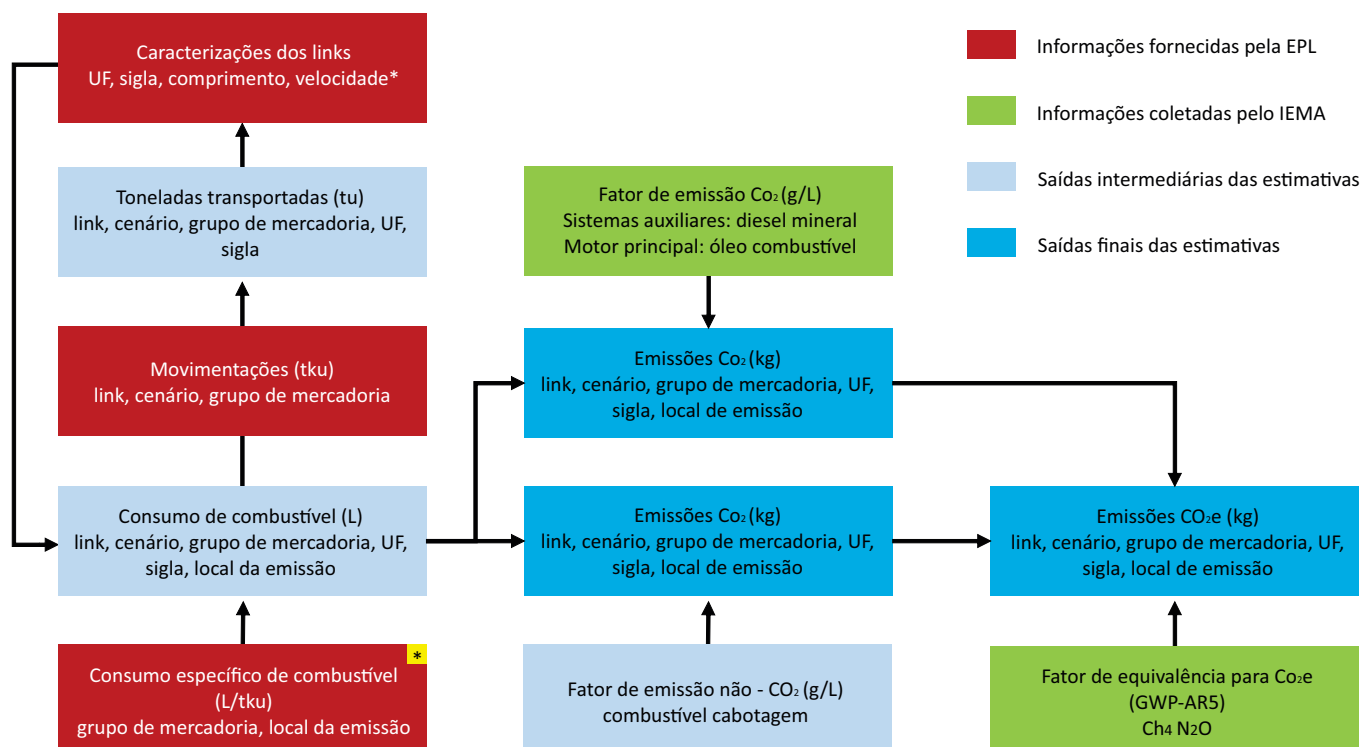 Caracterizações dos links
UF, sigla, comprimento, velocidade*
Toneladas transportadas (tu)
link, cenário, grupo de mercadoria, UF,
sigla
Movimentações (tku)
link, cenário, grupo de mercadoria
Consumo de combustível (L)
link, cenário, grupo de mercadoria, UF,
sigla, local da emissão
*
Consumo específico de combustível
(L/tku)
grupo de mercadoria, local da emissão
Fator de emissão Co₂ (g/L)
Sistemas auxiliares: diesel mineral
Motor principal: óleo combustível
Emissões Co₂ (kg)
link, cenário, grupo de mercadoria, UF,
sigla, local de emissão
Emissões Co₂ (kg)
link, cenário, grupo de mercadoria, UF,
sigla, local de emissão
Fator de emissão não - CO₂ (g/L)
combustível cabotagem
Informações fornecidas pela EPL
Informações coletadas pelo IEMA
Saídas intermediárias das estimativas
Saídas finais das estimativas
Emissões CO₂e (kg)
link, cenário, grupo de mercadoria, UF,
sigla, local de emissão
Fator de equivalência para Co₂e
(GWP-AR5)
Ch₄ N₂O